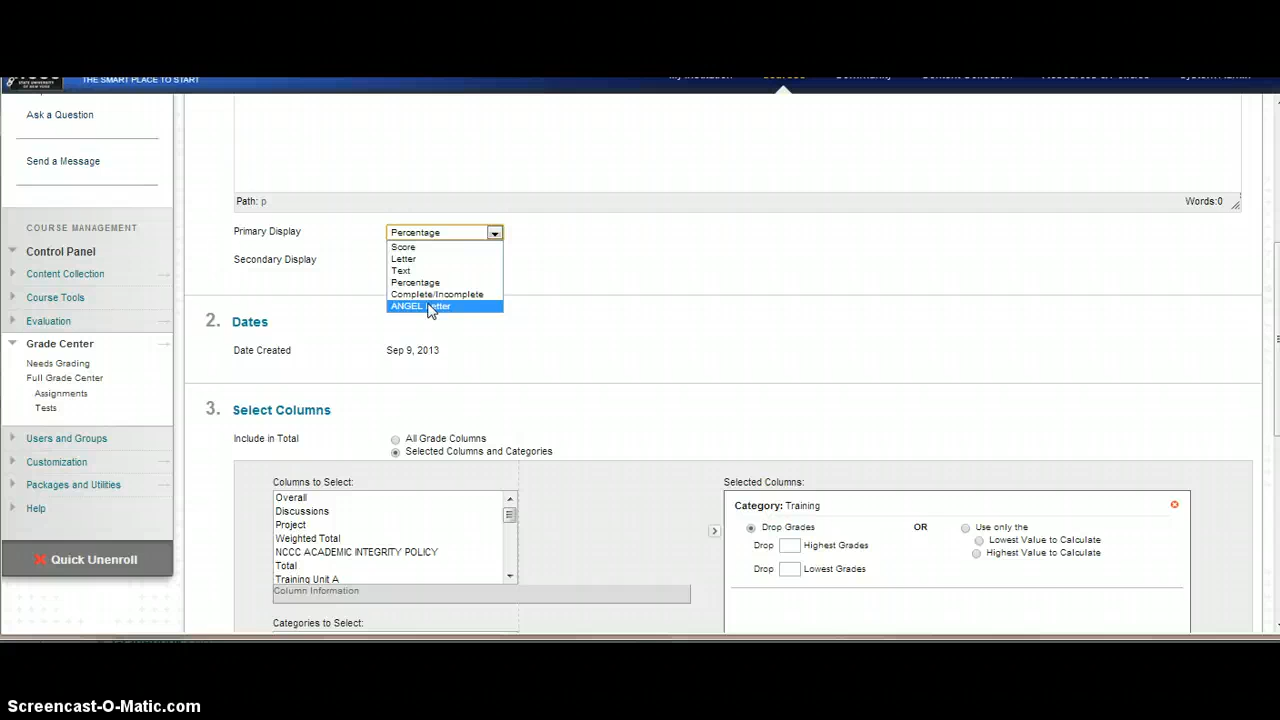 THE SMART PLACE TO START
Ask a Question
Send a Message
COURSE MANAGEMENT
Control Panel
Content Collection
Course Tools
Evaluation
Grade Center
Needs Grading
Full Grade Center
Assignments
Tests
Users and Groups
Customization
Packages and Utilities
Help
Quick Unenroll
Path: p
Words:0
Primary Display
Percentage
Score
Letter
Text
Percentage
Complete/Incomplete
ANGEL Letter
Secondary Display
2. Dates
Date Created
Sep 9, 2013
3. Select Columns
Include in Total
All Grade Columns
Selected Columns and Categories
Columns to Select:
Overall
Discussions
Project
Weighted Total
NCCC ACADEMIC INTEGRITY POLICY
Total
Training Unit A
Column Information
Categories to Select:
Selected Columns:
Category: Training
Drop Grades OR Use only the
Drop Highest Grades
Lowest Value to Calculate
Highest Value to Calculate
Drop Lowest Grades
Screencast-O-Matic.com